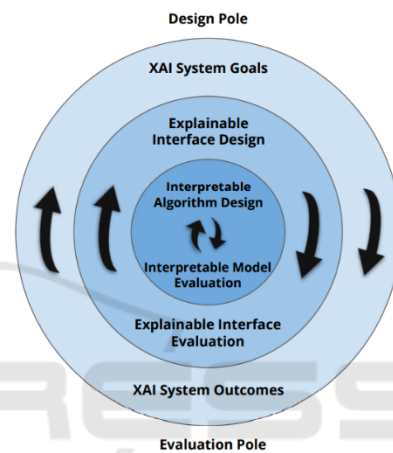 Design Pole
XAI System Goals
Explainable
Interface Design
Interpretable
Algorithm Design
Interpretable Model
Evaluation
Explainable Interface
Evaluation
XAI System Outcomes
Evaluation Pole